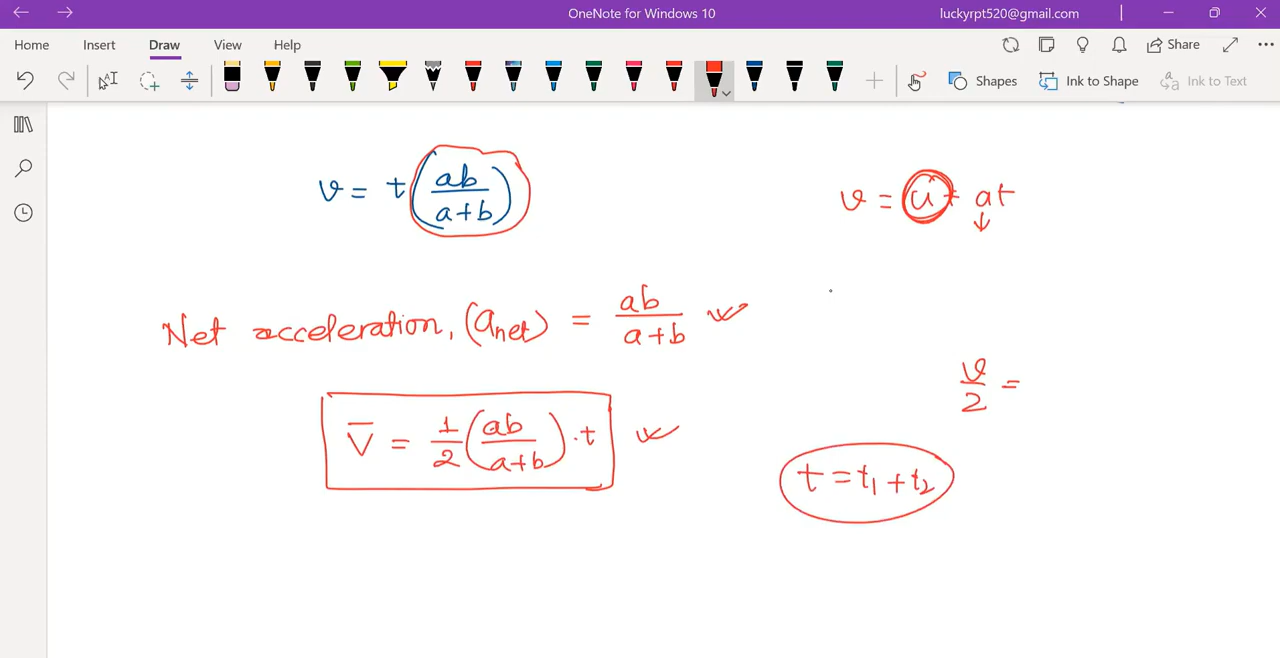 OneNote for Windows 10
luckyrpt520@gmail.com
Home Insert Draw View Help
Share
Shapes Ink to Shape Ink to Text
v = t(ab/(a+b))
v = u + at
Net acceleration, (a_net) = ab/(a+b)
v/2 =
V̅ = 1/2 (ab/(a+b)) · t
t = t₁ + t₂